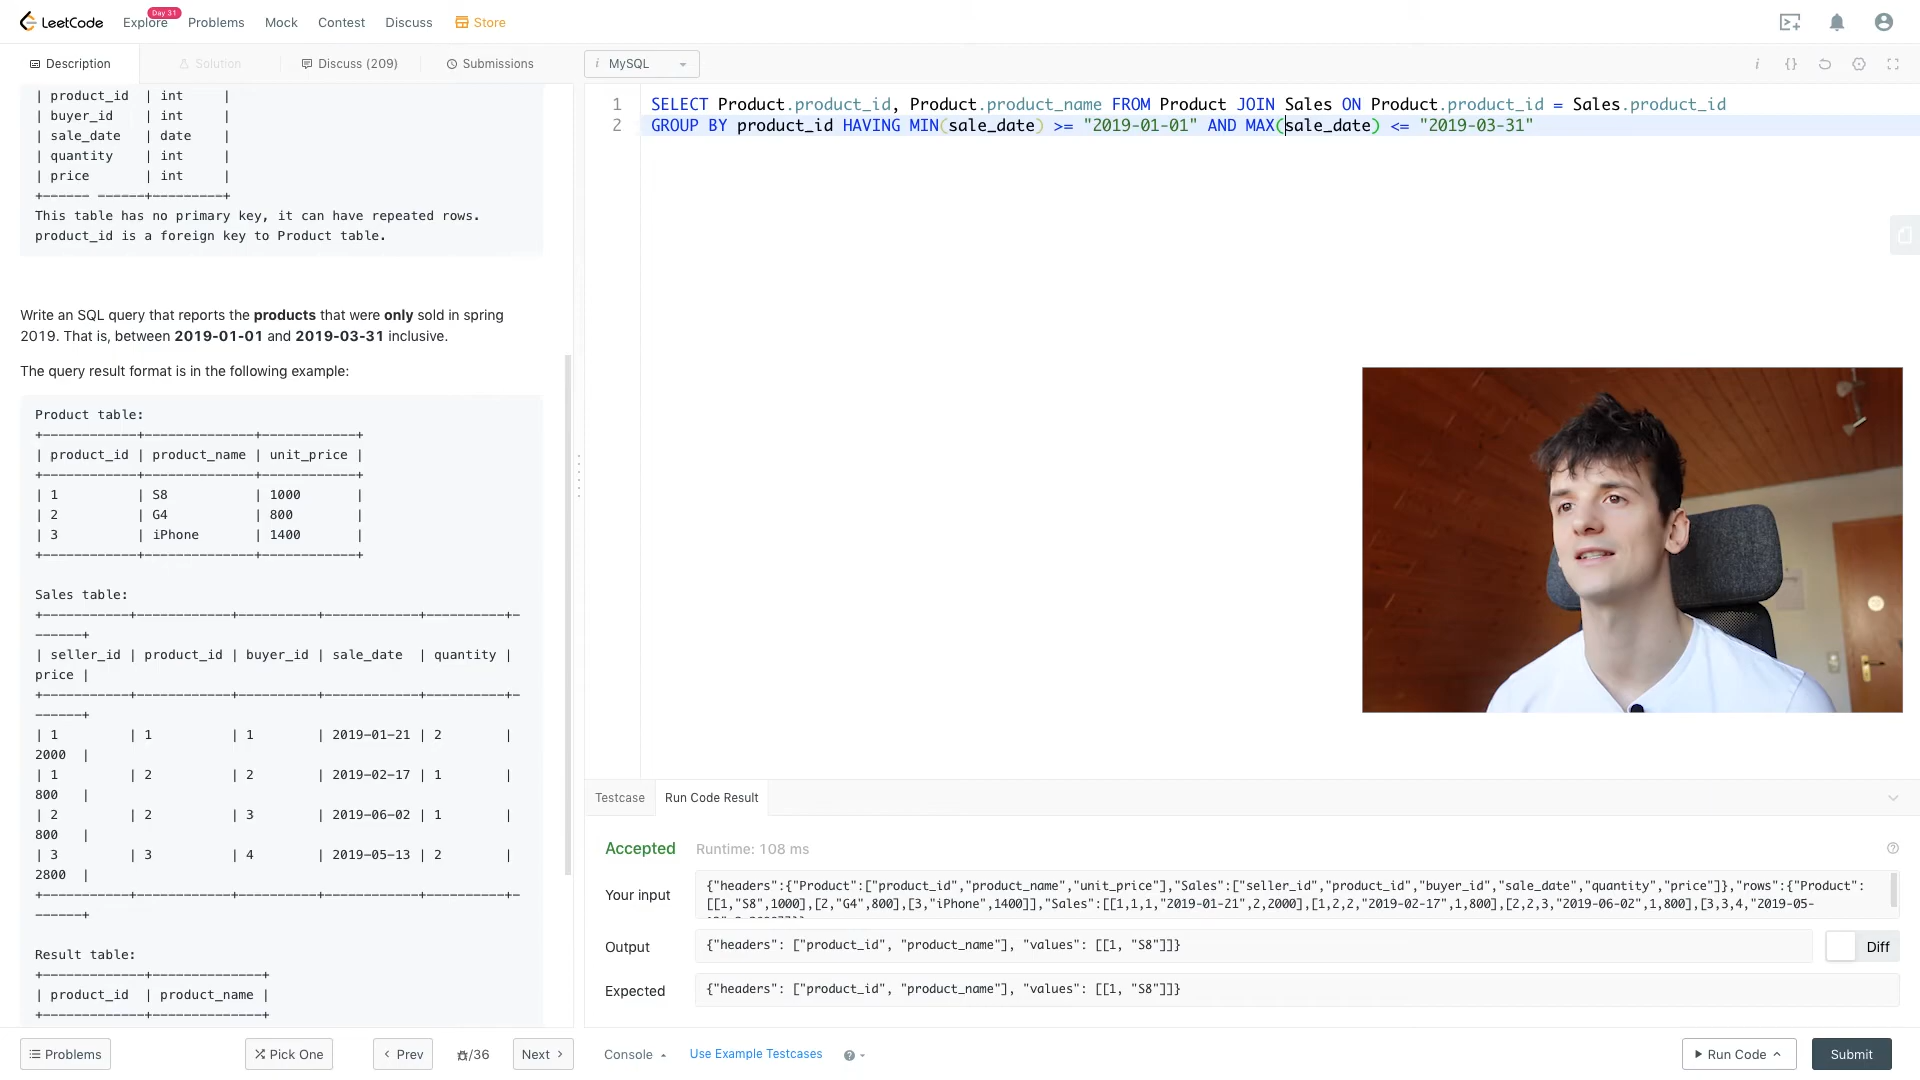 LeetCode
Explore
Day 31
Problems
Mock
Contest
Discuss
Store
Description
Solution
Discuss (209)
Submissions
i MySQL
| product_id | int |
| buyer_id | int |
| sale_date | date |
| quantity | int |
| price | int |
+------ ------+---------+
This table has no primary key, it can have repeated rows.
product_id is a foreign key to Product table.
Write an SQL query that reports the products that were only sold in spring
2019. That is, between 2019-01-01 and 2019-03-31 inclusive.
The query result format is in the following example:
Product table:
+------------+--------------+------------+
| product_id | product_name | unit_price |
+------------+--------------+------------+
| 1 | S8 | 1000 |
| 2 | G4 | 800 |
| 3 | iPhone | 1400 |
+------------+--------------+------------+
Sales table:
+-----------+------------+----------+------------+----------+-
------+
| seller_id | product_id | buyer_id | sale_date | quantity |
price |
+-----------+------------+----------+------------+----------+-
------+
| 1 | 1 | 1 | 2019-01-21 | 2 |
2000 |
| 1 | 2 | 2 | 2019-02-17 | 1 |
800 |
| 2 | 2 | 3 | 2019-06-02 | 1 |
800 |
| 3 | 3 | 4 | 2019-05-13 | 2 |
2800 |
+-----------+------------+----------+------------+----------+-
------+
Result table:
+-------------+--------------+
| product_id | product_name |
+-------------+--------------+
1 SELECT Product.product_id, Product.product_name FROM Product JOIN Sales ON Product.product_id = Sales.product_id
2 GROUP BY product_id HAVING MIN(sale_date) >= "2019-01-01" AND MAX(sale_date) <= "2019-03-31"
Testcase
Run Code Result
Accepted Runtime: 108 ms
Your input
{"headers":{"Product":["product_id","product_name","unit_price"],"Sales":["seller_id","product_id","buyer_id","sale_date","quantity","price"]},"rows":{"Product":
[[1,"S8",1000],[2,"G4",800],[3,"iPhone",1400]],"Sales":[[1,1,1,"2019-01-21",2,2000],[1,2,2,"2019-02-17",1,800],[2,2,3,"2019-06-02",1,800],[3,3,4,"2019-05-
Output
{"headers": ["product_id", "product_name"], "values": [[1, "S8"]]}
Diff
Expected
{"headers": ["product_id", "product_name"], "values": [[1, "S8"]]}
Problems
Pick One
Prev
/36
Next
Console
Use Example Testcases
Run Code
Submit